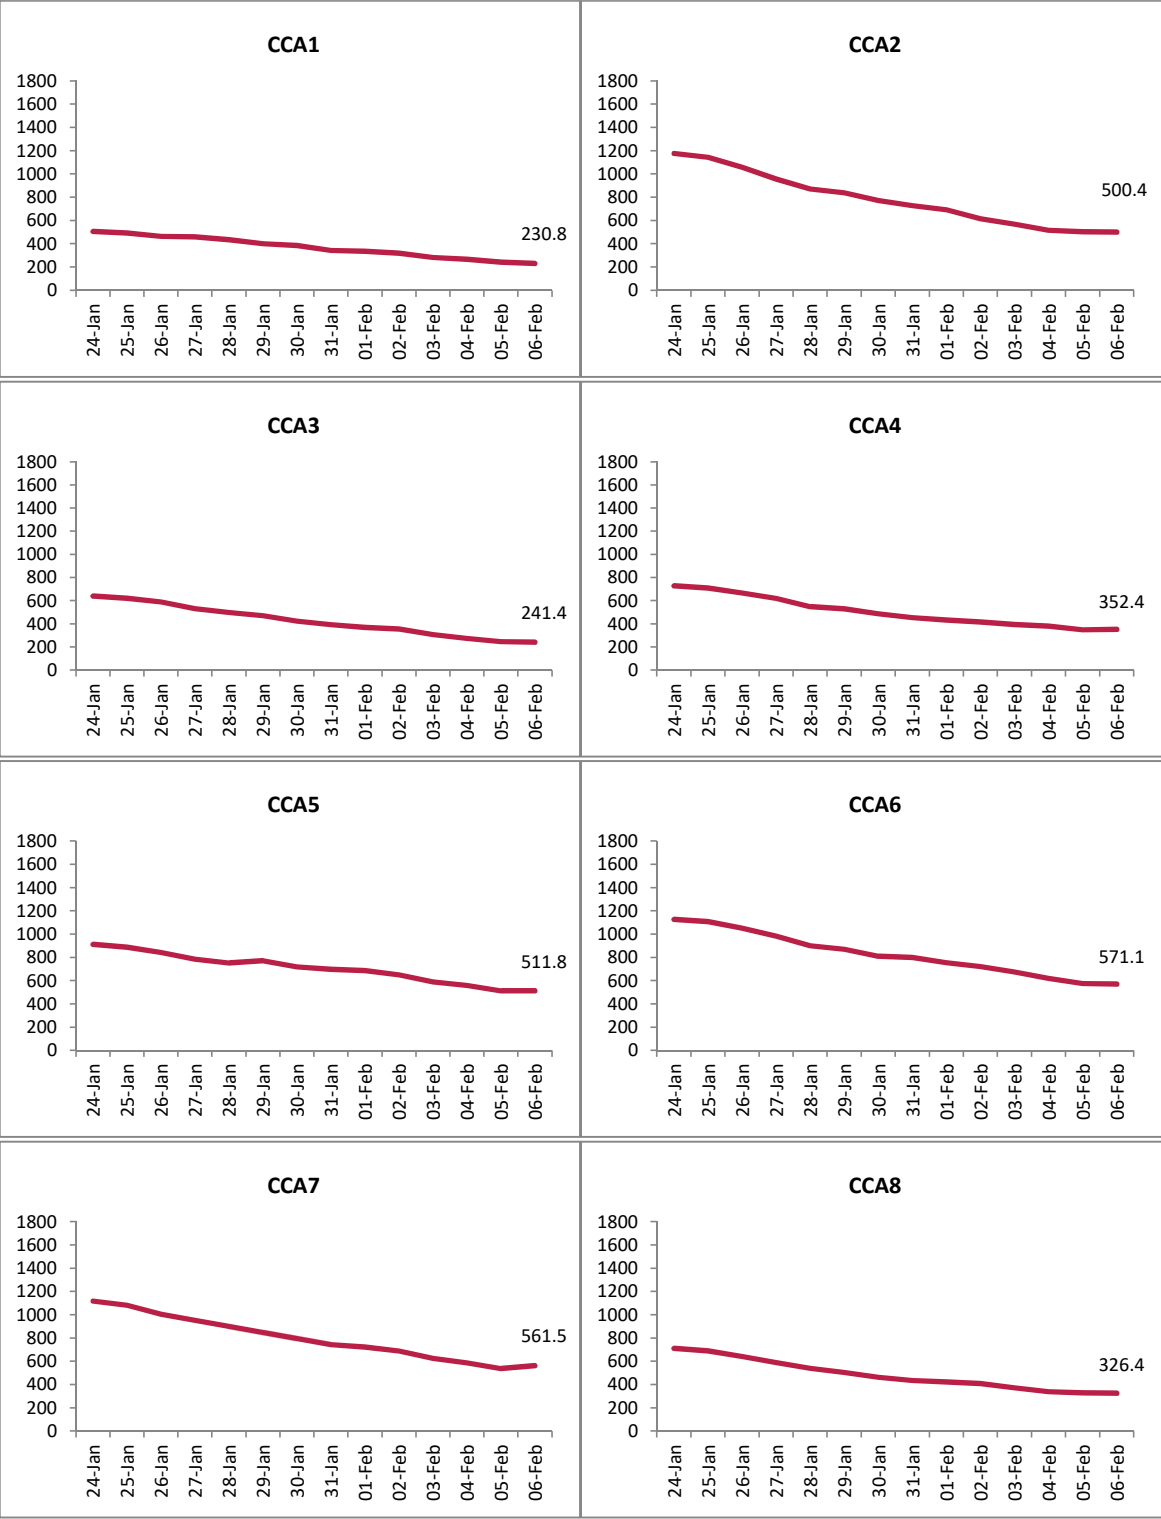 CCA1
1800
1600
1400
1200
1000
800
600
400
200
0
230.8
24-Jan
25-Jan
26-Jan
27-Jan
28-Jan
29-Jan
30-Jan
31-Jan
01-Feb
02-Feb
03-Feb
04-Feb
05-Feb
06-Feb
CCA2
1800
1600
1400
1200
1000
800
600
400
200
0
500.4
24-Jan
25-Jan
26-Jan
27-Jan
28-Jan
29-Jan
30-Jan
31-Jan
01-Feb
02-Feb
03-Feb
04-Feb
05-Feb
06-Feb
CCA3
1800
1600
1400
1200
1000
800
600
400
200
0
241.4
24-Jan
25-Jan
26-Jan
27-Jan
28-Jan
29-Jan
30-Jan
31-Jan
01-Feb
02-Feb
03-Feb
04-Feb
05-Feb
06-Feb
CCA4
1800
1600
1400
1200
1000
800
600
400
200
0
352.4
24-Jan
25-Jan
26-Jan
27-Jan
28-Jan
29-Jan
30-Jan
31-Jan
01-Feb
02-Feb
03-Feb
04-Feb
05-Feb
06-Feb
CCA5
1800
1600
1400
1200
1000
800
600
400
200
0
511.8
24-Jan
25-Jan
26-Jan
27-Jan
28-Jan
29-Jan
30-Jan
31-Jan
01-Feb
02-Feb
03-Feb
04-Feb
05-Feb
06-Feb
CCA6
1800
1600
1400
1200
1000
800
600
400
200
0
571.1
24-Jan
25-Jan
26-Jan
27-Jan
28-Jan
29-Jan
30-Jan
31-Jan
01-Feb
02-Feb
03-Feb
04-Feb
05-Feb
06-Feb
CCA7
1800
1600
1400
1200
1000
800
600
400
200
0
561.5
24-Jan
25-Jan
26-Jan
27-Jan
28-Jan
29-Jan
30-Jan
31-Jan
01-Feb
02-Feb
03-Feb
04-Feb
05-Feb
06-Feb
CCA8
1800
1600
1400
1200
1000
800
600
400
200
0
326.4
24-Jan
25-Jan
26-Jan
27-Jan
28-Jan
29-Jan
30-Jan
31-Jan
01-Feb
02-Feb
03-Feb
04-Feb
05-Feb
06-Feb